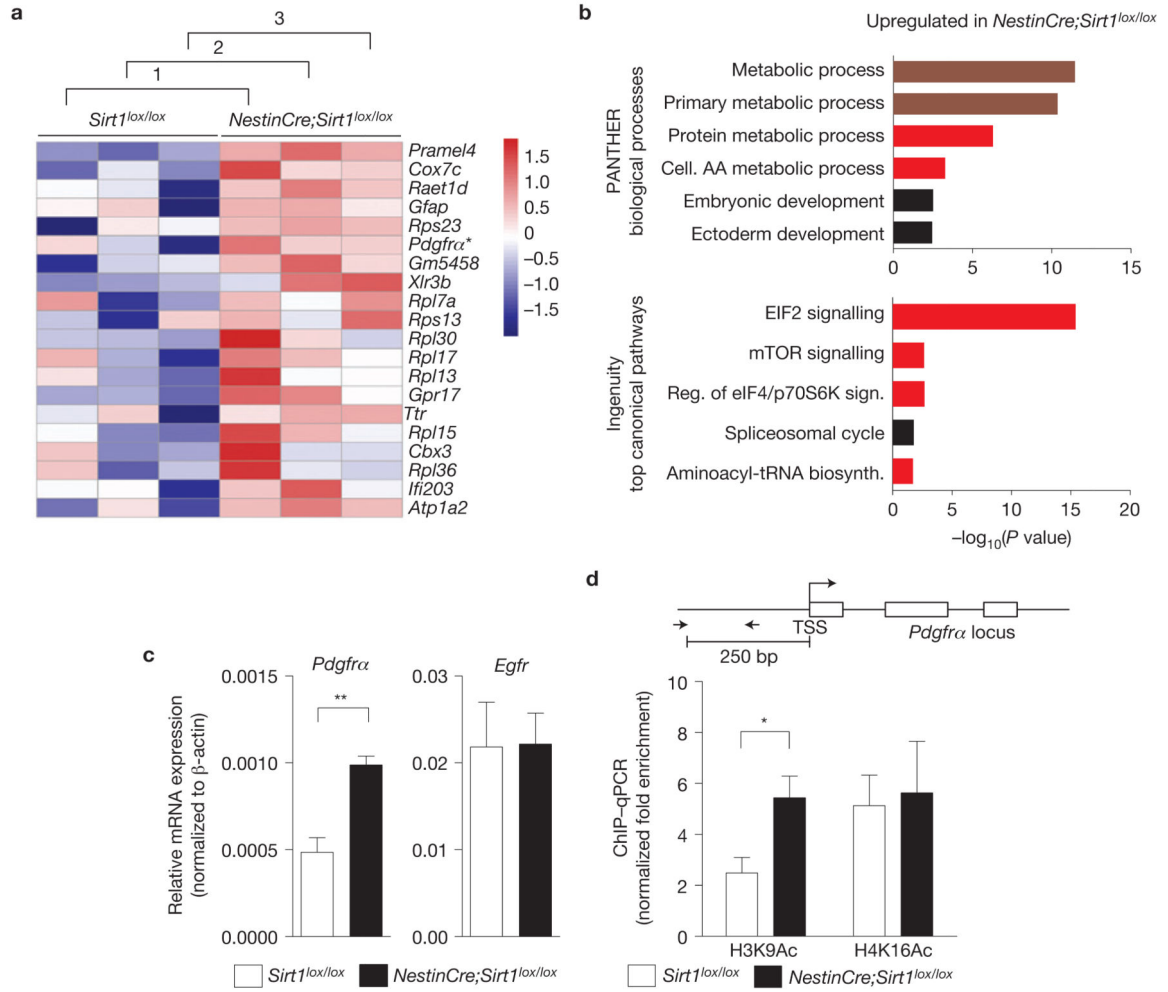 a
3
2
1
Sirt1lox/lox
NestinCre;Sirt1lox/lox
Pramel4
Cox7c
Raet1d
Gfap
Rps23
Pdgfrα*
Gm5458
Xlr3b
Rpl7a
Rps13
Rpl30
Rpl17
Rpl13
Gpr17
Ttr
Rpl15
Cbx3
Rpl36
Ifi203
Atp1a2
1.5
1.0
0.5
0
−0.5
−1.0
−1.5
b
Upregulated in NestinCre;Sirt1lox/lox
PANTHER
biological processes
Metabolic process
Primary metabolic process
Protein metabolic process
Cell. AA metabolic process
Embryonic development
Ectoderm development
0 5 10 15
Ingenuity
top canonical pathways
EIF2 signalling
mTOR signalling
Reg. of eIF4/p70S6K sign.
Spliceosomal cycle
Aminoacyl-tRNA biosynth.
0 5 10 15 20
–log10(P value)
c
Relative mRNA expression
(normalized to β-actin)
Pdgfrα
0.0015
0.0010
0.0005
0.0000
**
Egfr
0.03
0.02
0.01
0.00
Sirt1lox/lox NestinCre;Sirt1lox/lox
d
TSS
Pdgfrα locus
250 bp
ChIP–qPCR
(normalized fold enrichment)
10
8
6
4
2
0
*
H3K9Ac H4K16Ac
Sirt1lox/lox NestinCre;Sirt1lox/lox